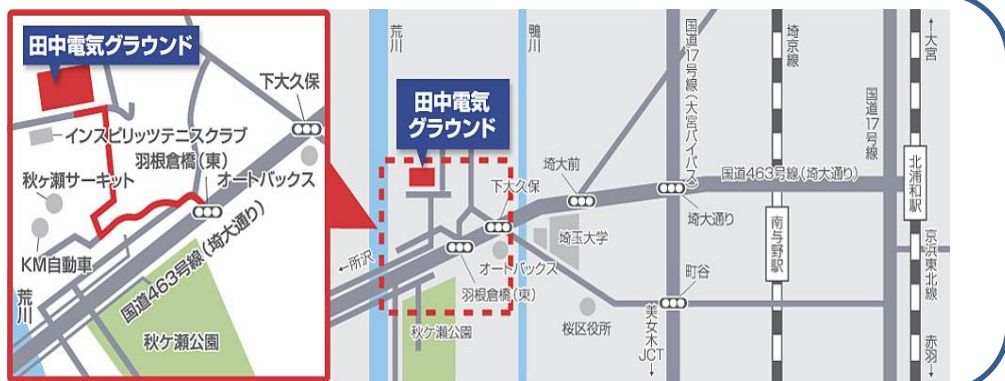 田中電気グラウンド
下大久保
インスピリッツテニスクラブ
羽根倉橋（東）
秋ヶ瀬サーキット
オートバックス
KM自動車
国道463号線（埼大通り）
荒川
秋ケ瀬公園
荒川
鴨川
国道17号線（大宮バイパス）
埼京線
国道17号線
←大宮
田中電気
グラウンド
埼大前
下大久保
国道463号線（埼大通り）
北浦和駅
埼大通り
埼玉大学
南与野駅
←所沢
オートバックス
町谷
京浜東北線
羽根倉橋（東）
桜区役所
秋ケ瀬公園
美女木
JCT→
赤羽→